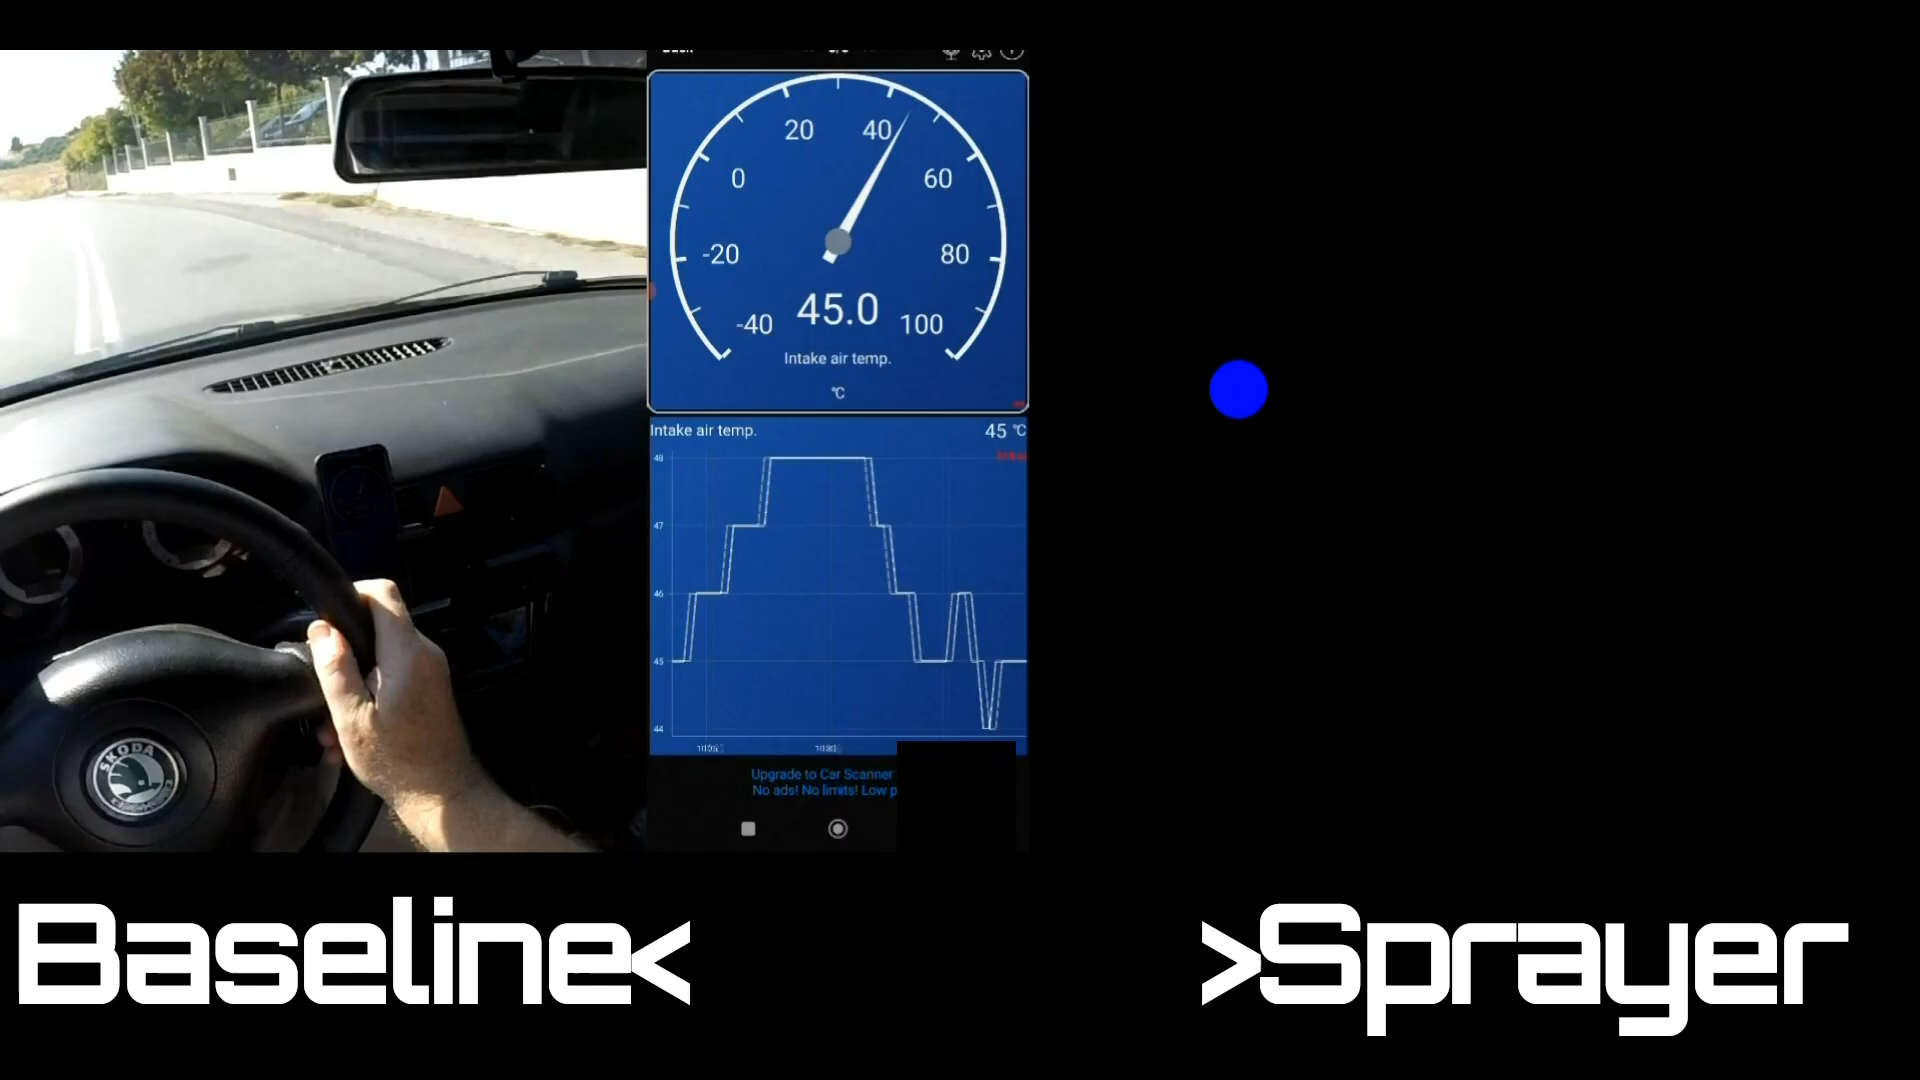 20
40
0
60
-20
80
-40
45.0
100
Intake air temp.
℃
Intake air temp.
45 ℃
48
47
46
45
44
Upgrade to Car Scanner
No ads! No limits! Low p
SKODA
Baseline<
>Sprayer